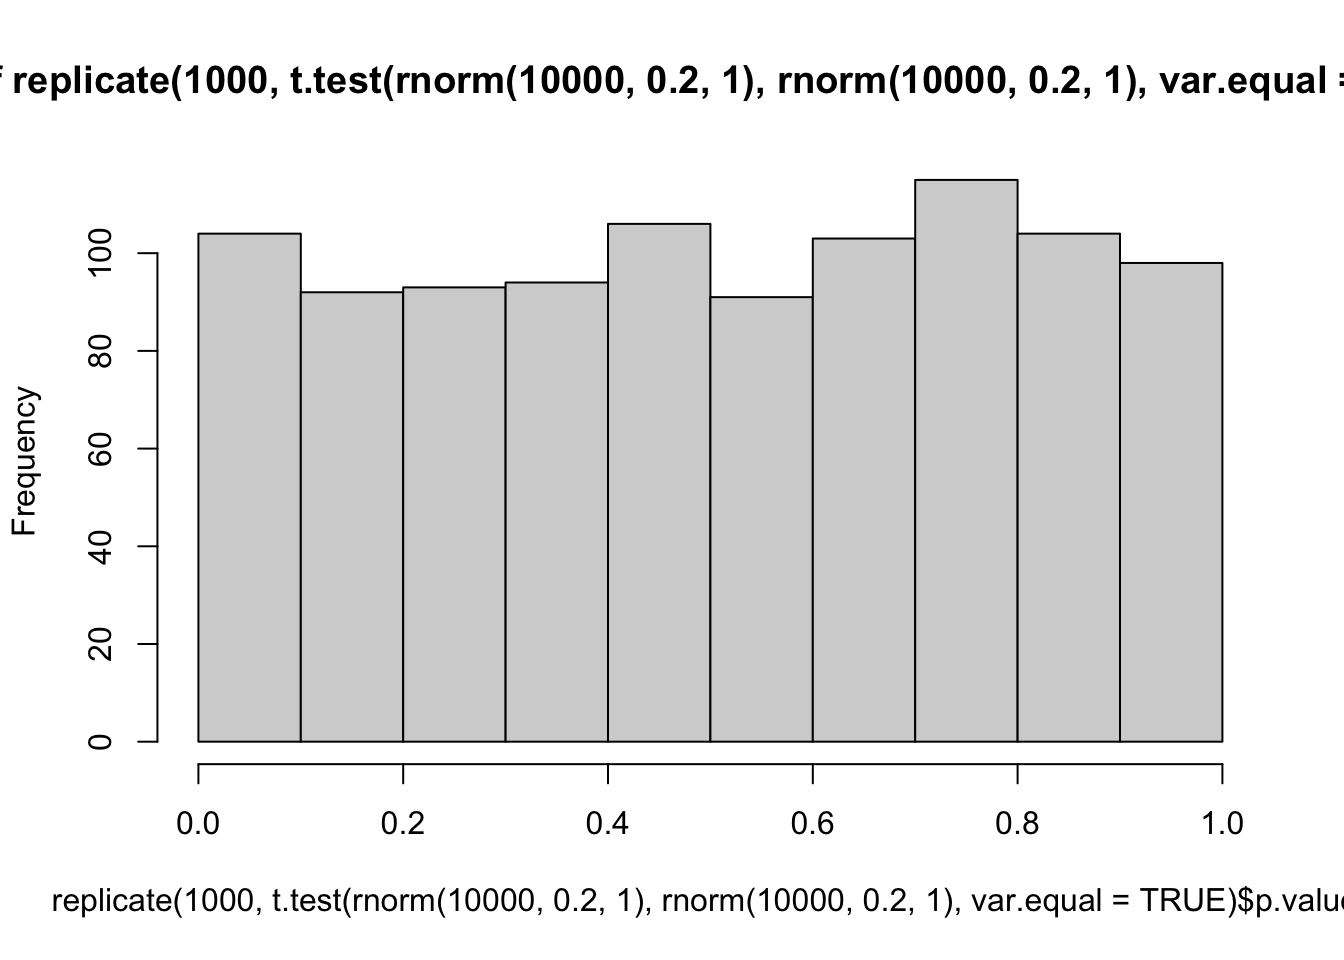 replicate(1000, t.test(rnorm(10000, 0.2, 1), rnorm(10000, 0.2, 1), var.equal =
Frequency
100
80
60
40
20
0
0.0 0.2 0.4 0.6 0.8 1.0
replicate(1000, t.test(rnorm(10000, 0.2, 1), rnorm(10000, 0.2, 1), var.equal = TRUE)$p.value